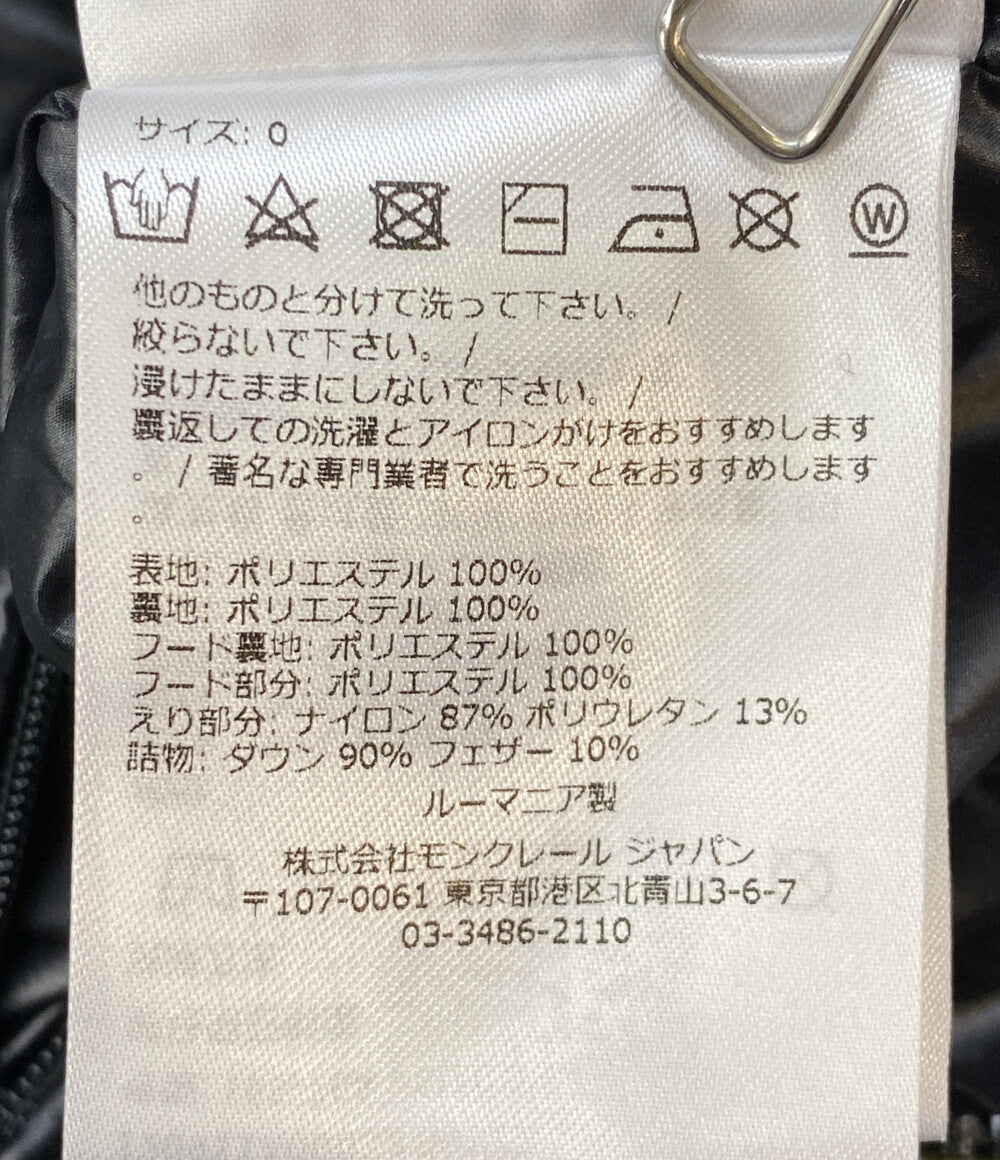 サイズ: 0
W
他のものと分けて洗って下さい。 /
絞らないで下さい。 /
浸けたままにしないで下さい。 /
裏返しての洗濯とアイロンがけをおすすめします
。 / 著名な専門業者で洗うことをおすすめします
。
表地: ポリエステル 100%
裏地: ポリエステル 100%
フード裏地: ポリエステル 100%
フード部分: ポリエステル 100%
えり部分: ナイロン 87% ポリウレタン 13%
詰物: ダウン 90% フェザー 10%
ルーマニア製
株式会社モンクレール ジャパン
〒107-0061 東京都港区北青山3-6-7
03-3486-2110